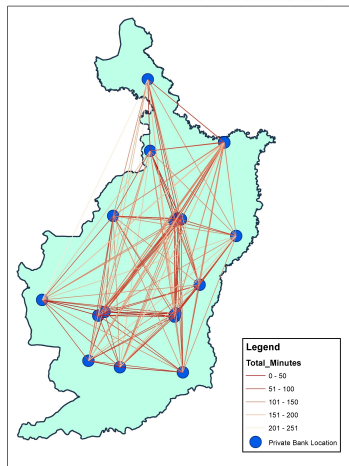 Legend
Total_Minutes
0 - 50
51 - 100
101 - 150
151 - 200
201 - 251
Private Bank Location